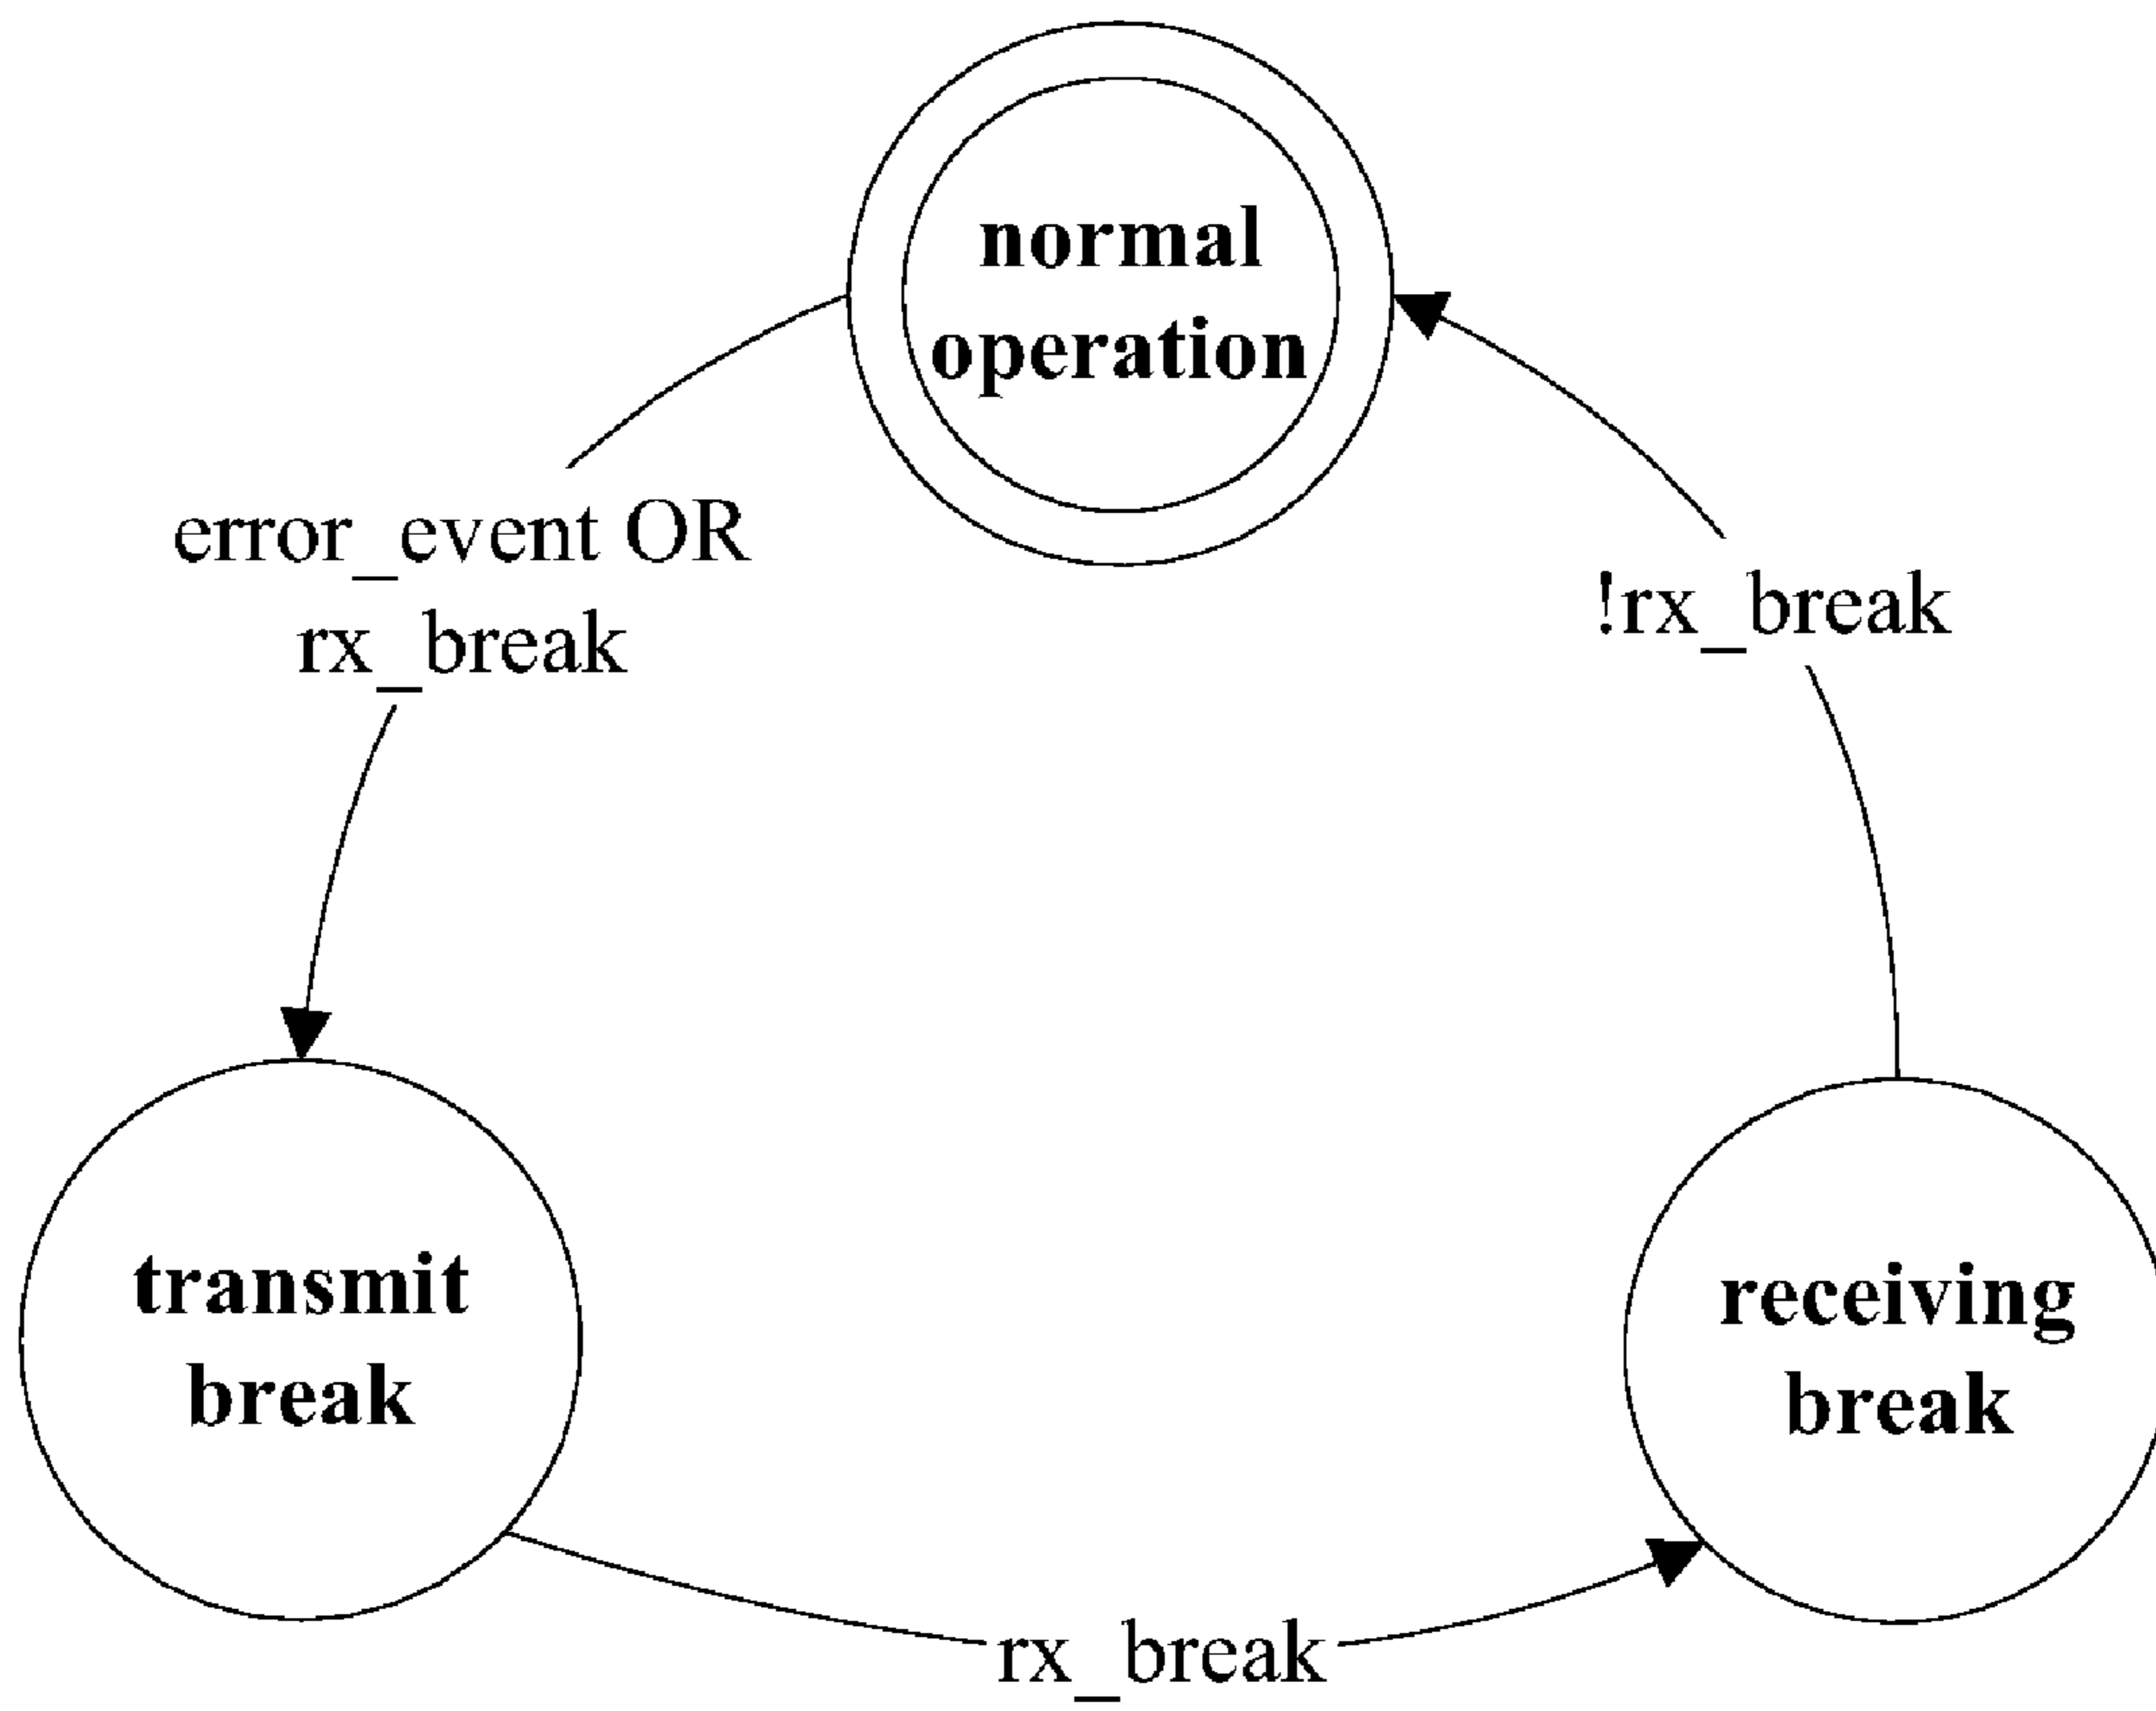 normal
operation
error_event OR
rx_break
!rx_break
transmit
break
receiving
break
rx_break